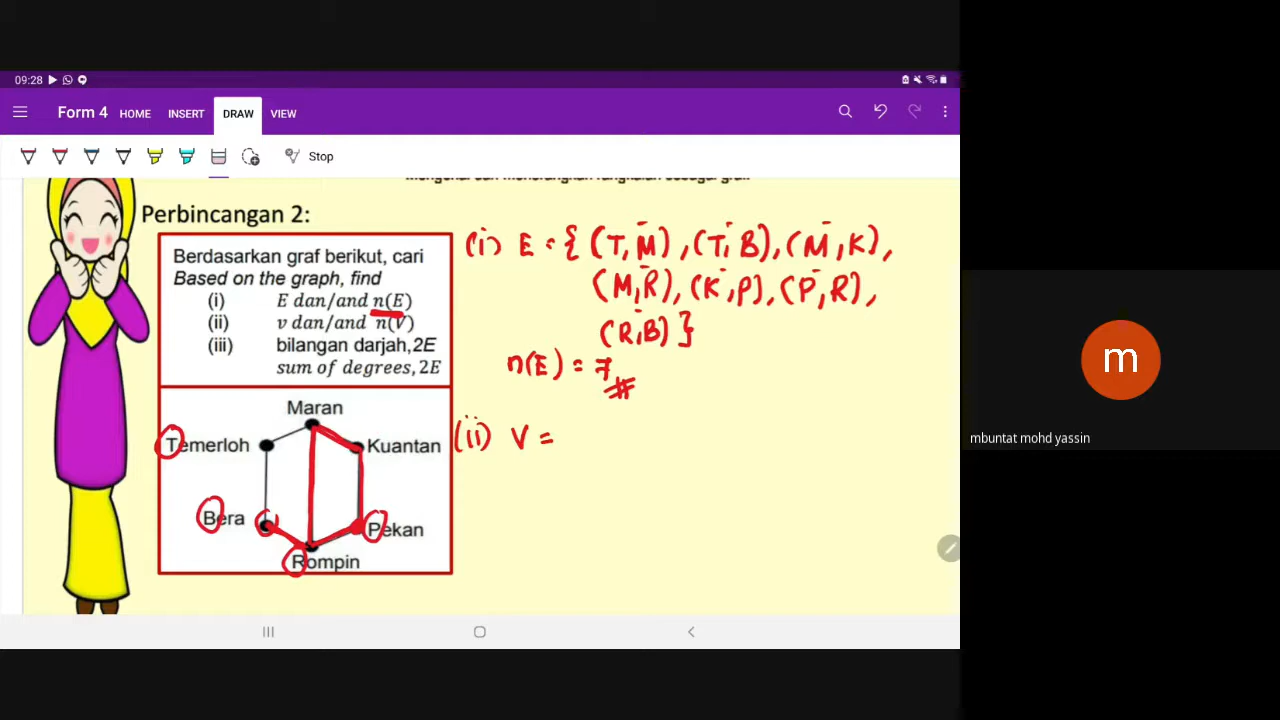 09:28
Form 4 HOME INSERT DRAW VIEW
Stop
Perbincangan 2:
Berdasarkan graf berikut, cari
Based on the graph, find
(i) E dan/and n(E)
(ii) v dan/and n(V)
(iii) bilangan darjah,2E
sum of degrees,2E
Maran
Temerloh
Kuantan
Bera
Pekan
Rompin
(i) E = { (T,M) , (T,B), (M,K),
(M,R), (K,P), (P,R),
(R,B) }
n(E) = 7
(ii) V =
m
mbuntat mohd yassin